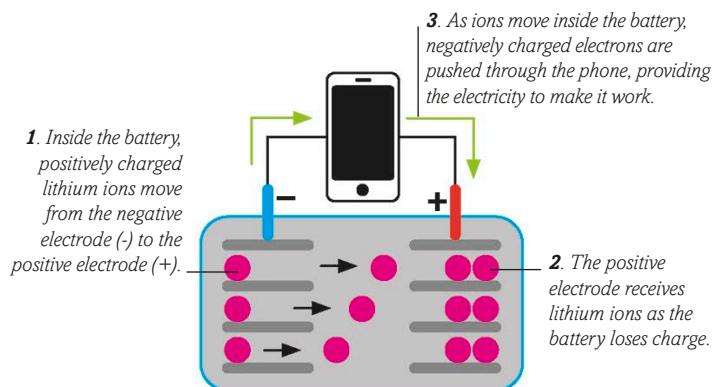 3. As ions move inside the battery,
negatively charged electrons are
pushed through the phone, providing
the electricity to make it work.
1. Inside the battery,
positively charged
lithium ions move
from the negative
electrode (-) to the
positive electrode (+).
−
+
2. The positive
electrode receives
lithium ions as the
battery loses charge.